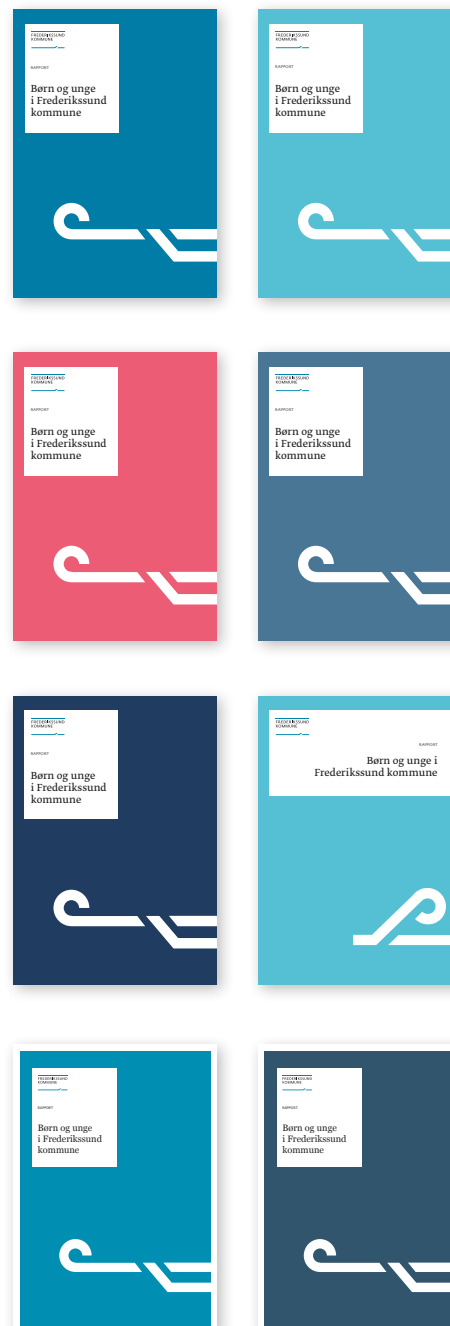 FREDERIKSSUND
KOMMUNE
RAPPORT
Børn og unge
i Frederikssund
kommune
FREDERIKSSUND
KOMMUNE
RAPPORT
Børn og unge
i Frederikssund
kommune
FREDERIKSSUND
KOMMUNE
RAPPORT
Børn og unge
i Frederikssund
kommune
FREDERIKSSUND
KOMMUNE
RAPPORT
Børn og unge
i Frederikssund
kommune
FREDERIKSSUND
KOMMUNE
RAPPORT
Børn og unge
i Frederikssund
kommune
FREDERIKSSUND
KOMMUNE
RAPPORT
Børn og unge i
Frederikssund kommune
FREDERIKSSUND
KOMMUNE
RAPPORT
Børn og unge
i Frederikssund
kommune
FREDERIKSSUND
KOMMUNE
RAPPORT
Børn og unge
i Frederikssund
kommune